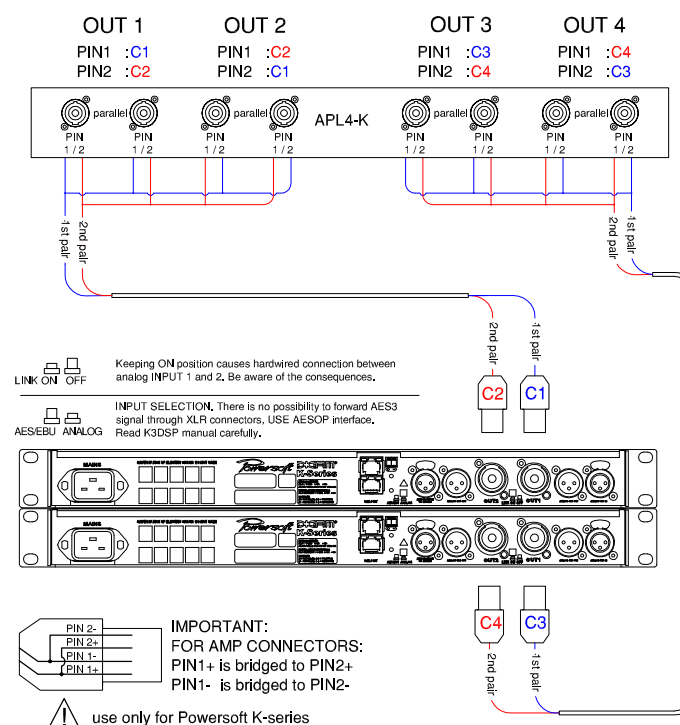 OUT 1 OUT 2 OUT 3 OUT 4
PIN1 :C1 PIN1 :C2 PIN1 :C3 PIN1 :C4
PIN2 :C2 PIN2 :C1 PIN2 :C4 PIN2 :C3
parallel parallel APL4-K parallel parallel
PIN PIN PIN PIN PIN PIN PIN PIN
1 / 2 1 / 2 1 / 2 1 / 2 1 / 2 1 / 2 1 / 2 1 / 2
1st pair
2nd pair
2nd pair
1st pair
2nd pair
1st pair
C2 C1
LINK ON OFF
Keeping ON position causes hardwired connection between
analog INPUT 1 and 2. Be aware of the consequences.
AES/EBU ANALOG
INPUT SELECTION. There is no possibility to forward AES3
signal through XLR connectors, USE AESOP interface.
Read K3DSP manual carefully.
MAINS
Powersoft
K-Series
OUT2 OUT1
MAINS
Powersoft
K-Series
OUT2 OUT1
C4 C3
2nd pair
1st pair
PIN 2-
PIN 2+
PIN 1-
PIN 1+
IMPORTANT:
FOR AMP CONNECTORS:
PIN1+ is bridged to PIN2+
PIN1- is bridged to PIN2-
use only for Powersoft K-series